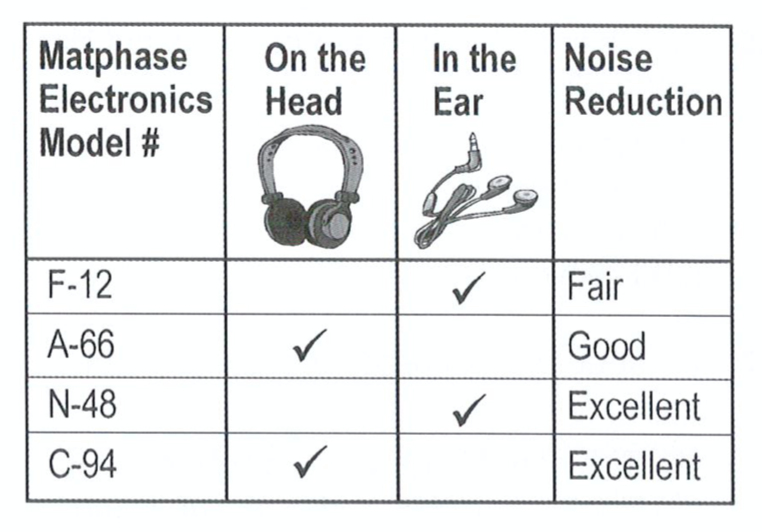 Matphase
Electronics
Model #
On the
Head
In the
Ear
Noise
Reduction
F-12 ✓ Fair
A-66 ✓ Good
N-48 ✓ Excellent
C-94 ✓ Excellent